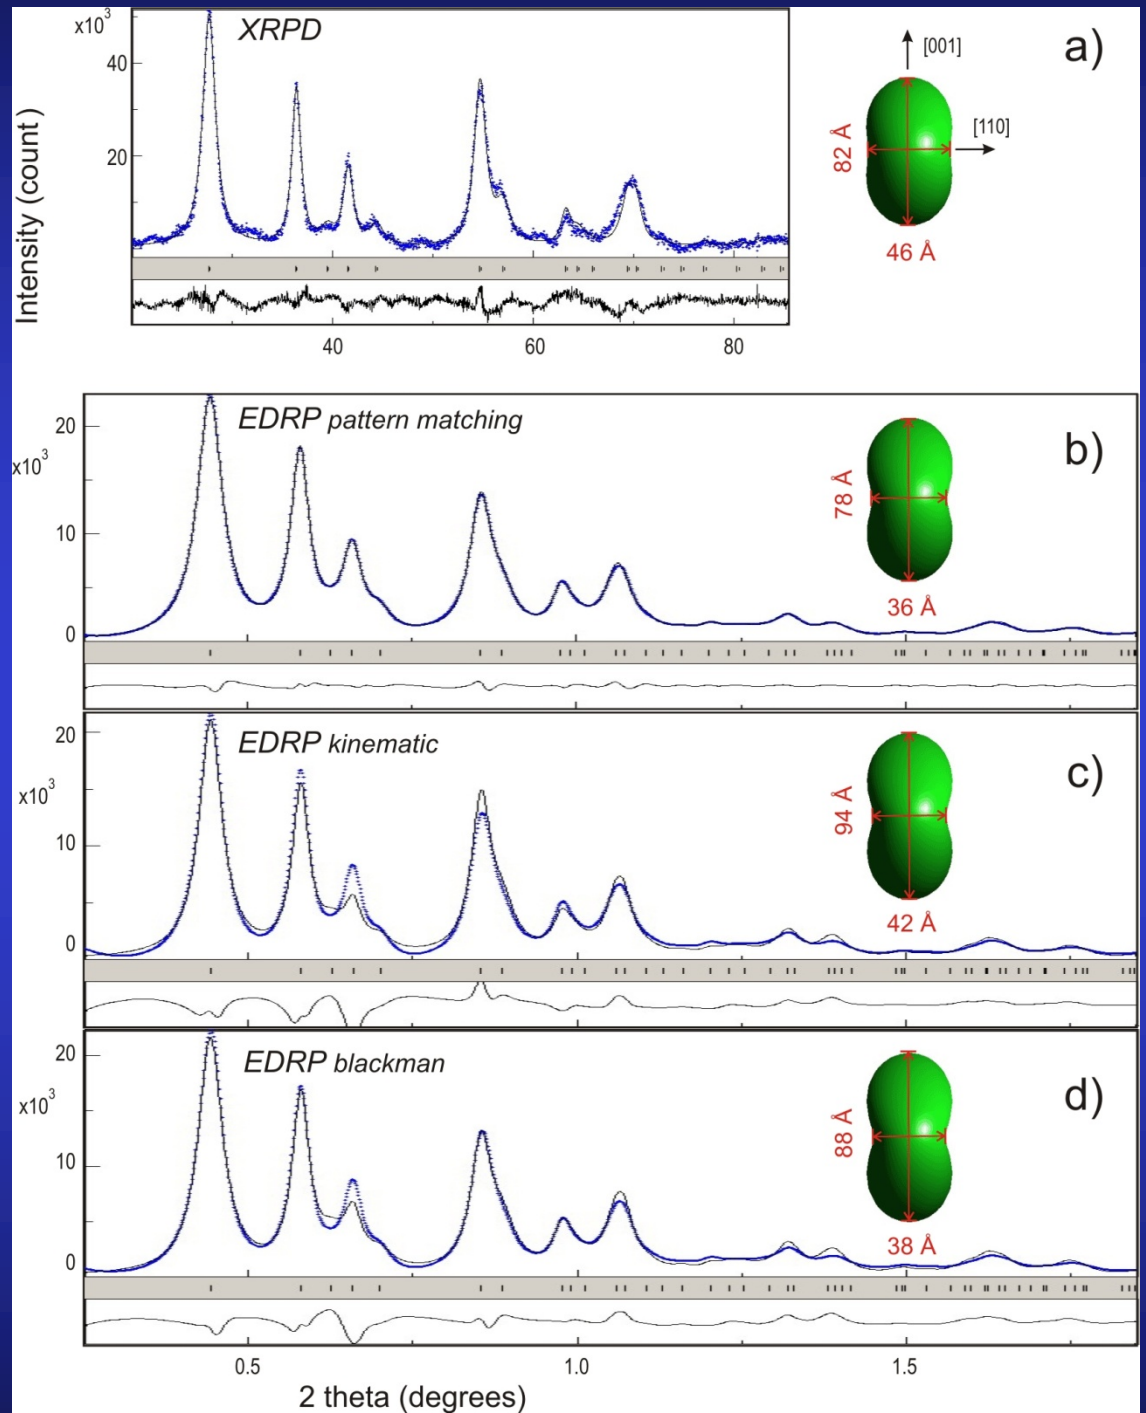 x10³
XRPD
a)
40
20
Intensity (count)
[001]
[110]
82 Å
46 Å
40
60
80
EDRP pattern matching
b)
20
x10³
10
0
78 Å
36 Å
EDRP kinematic
c)
20
x10³
10
0
94 Å
42 Å
EDRP blackman
d)
20
x10³
10
0
88 Å
38 Å
0.5
1.0
1.5
2 theta (degrees)